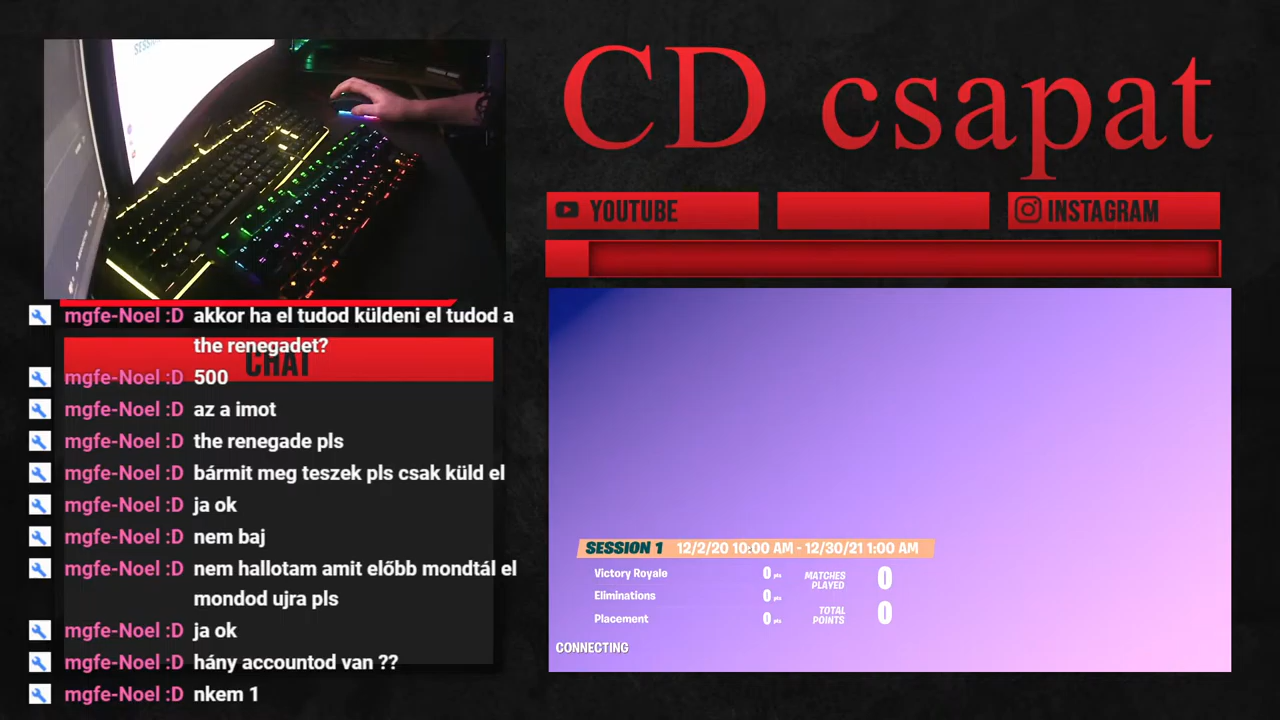 CD csapat
YOUTUBE
INSTAGRAM
mgfe-Noel :D akkor ha el tudod küldeni el tudod a
the renegadet?
CHAT
mgfe-Noel :D 500
mgfe-Noel :D az a imot
mgfe-Noel :D the renegade pls
mgfe-Noel :D bármit meg teszek pls csak küld el
mgfe-Noel :D ja ok
mgfe-Noel :D nem baj
mgfe-Noel :D nem hallotam amit előbb mondtál el
mondod ujra pls
mgfe-Noel :D ja ok
mgfe-Noel :D hány accountod van ??
mgfe-Noel :D nkem 1
SESSION 1 12/2/20 10:00 AM - 12/30/21 1:00 AM
Victory Royale 0 pts MATCHES PLAYED 0
Eliminations 0 pts
Placement 0 pts TOTAL POINTS 0
CONNECTING